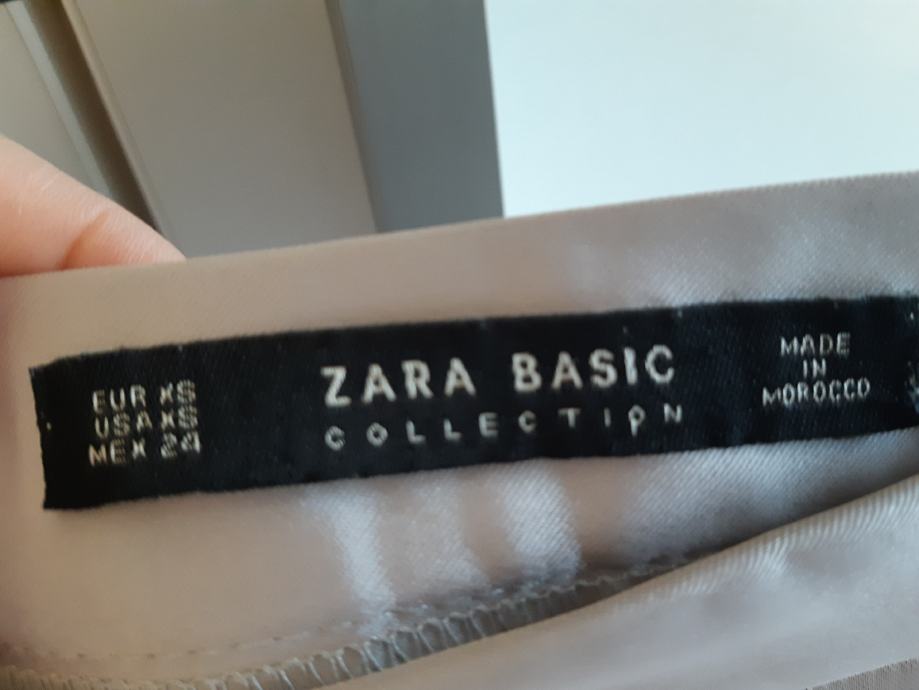 EUR XS
USA XS
MEX 24
ZARA BASIC
COLLECTION
MADE
IN
MOROCCO